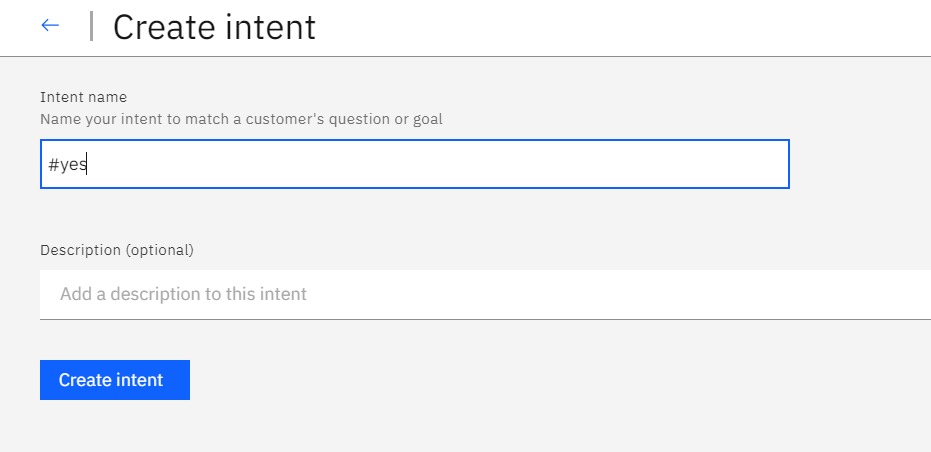 Create intent
Intent name
Name your intent to match a customer's question or goal
#yes
Description (optional)
Add a description to this intent
Create intent